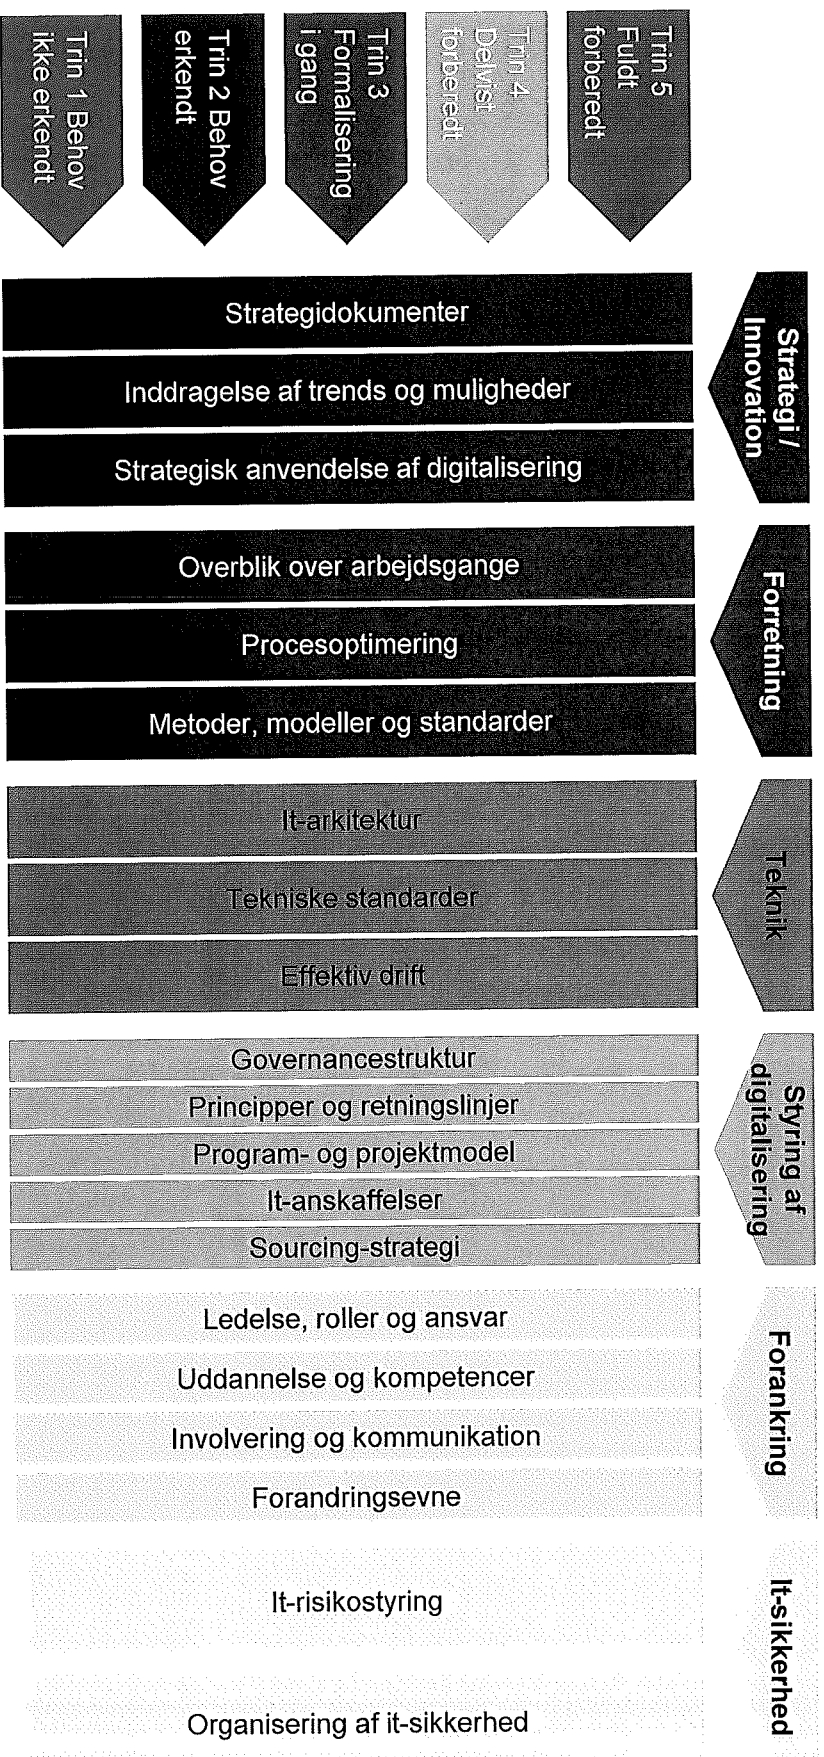 Trin 1 Behov
ikke erkendt
Trin 2 Behov
erkendt
Trin 3
Formalisering
i gang
Trin 4
Delvist
forberedt
Trin 5
Fuldt
forberedt
Strategi /
Innovation
Strategidokumenter
Inddragelse af trends og muligheder
Strategisk anvendelse af digitalisering
Forretning
Overblik over arbejdsgange
Procesoptimering
Metoder, modeller og standarder
Teknik
It-arkitektur
Tekniske standarder
Effektiv drift
Styring af
digitalisering
Governancestruktur
Principper og retningslinjer
Program- og projektmodel
It-anskaffelser
Sourcing-strategi
Forankring
Ledelse, roller og ansvar
Uddannelse og kompetencer
Involvering og kommunikation
Forandringsevne
It-sikkerhed
It-risikostyring
Organisering af it-sikkerhed